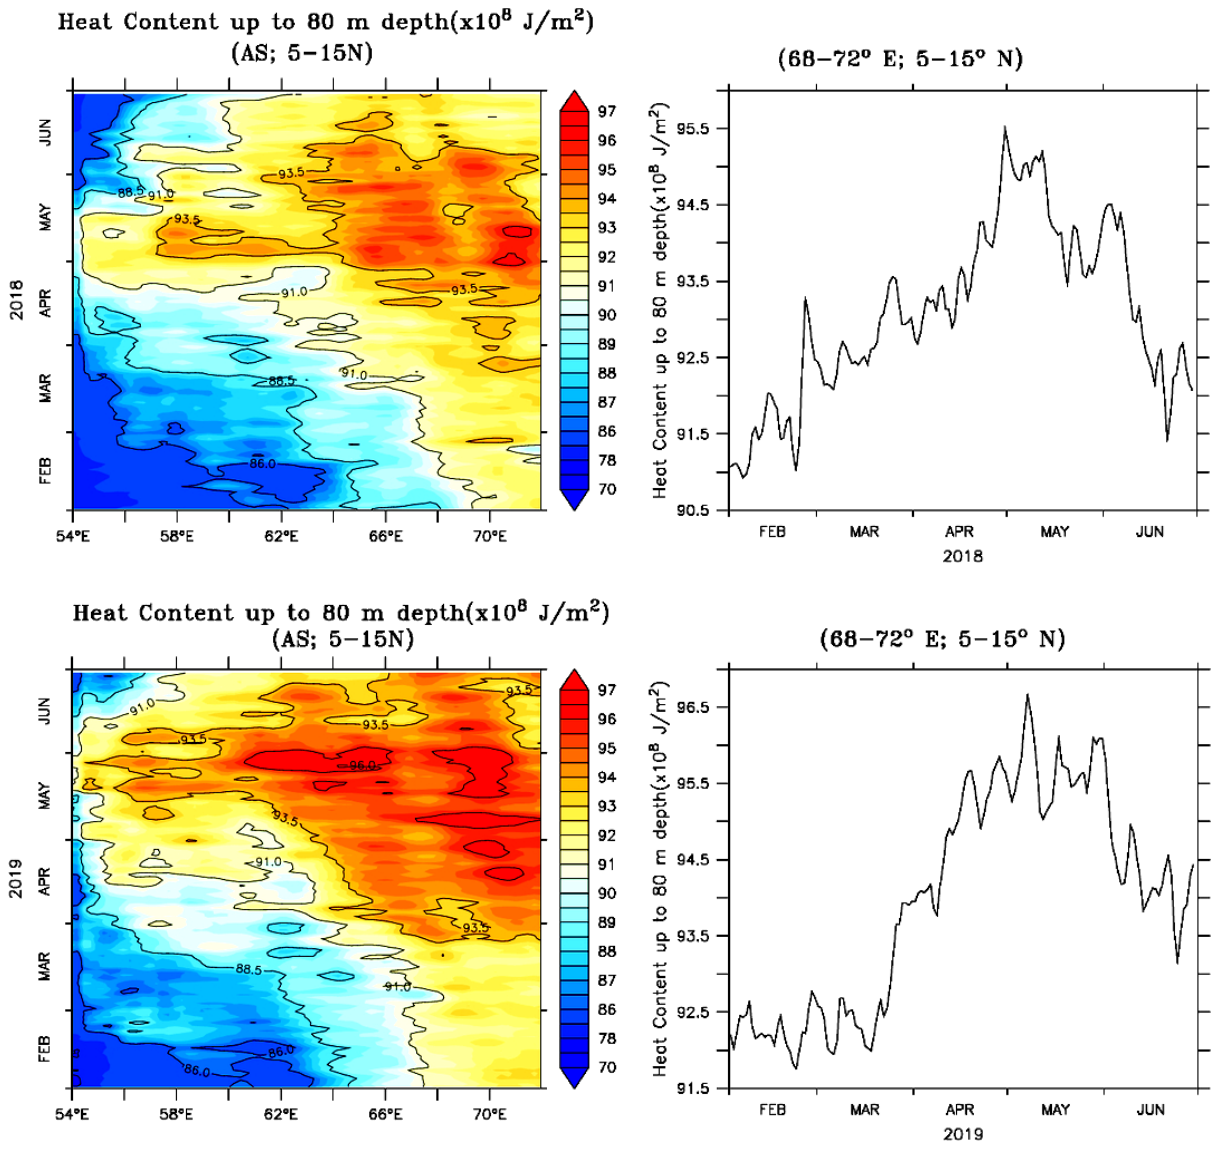 Heat Content up to 80 m depth(x10⁸ J/m²)
(AS; 5–15N)
JUN
MAY
APR
MAR
FEB
2018
54°E
58°E
62°E
66°E
70°E
93.5
88.5
91.0
93.5
91.0
93.5
91.0
88.5
86.0
97
96
95
94
93
92
91
90
89
88
87
86
78
70
(68–72° E; 5–15° N)
Heat Content up to 80 m depth(x10⁸ J/m²)
95.5
94.5
93.5
92.5
91.5
90.5
FEB
MAR
APR
MAY
JUN
2018
Heat Content up to 80 m depth(x10⁸ J/m²)
(AS; 5–15N)
JUN
MAY
APR
MAR
FEB
2019
54°E
58°E
62°E
66°E
70°E
93.5
91.0
93.5
93.5
96.0
93.5
91.0
93.5
88.5
91.0
86.0
86.0
97
96
95
94
93
92
91
90
89
88
87
86
78
70
(68–72° E; 5–15° N)
Heat Content up to 80 m depth(x10⁸ J/m²)
96.5
95.5
94.5
93.5
92.5
91.5
FEB
MAR
APR
MAY
JUN
2019